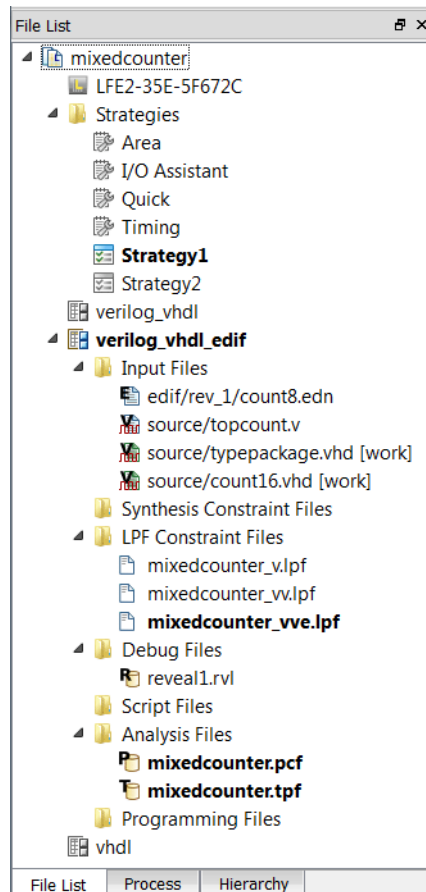 File List
mixedcounter
LFE2-35E-5F672C
Strategies
Area
I/O Assistant
Quick
Timing
Strategy1
Strategy2
verilog_vhdl
verilog_vhdl_edif
Input Files
edif/rev_1/count8.edn
source/topcount.v
source/typepackage.vhd [work]
source/count16.vhd [work]
Synthesis Constraint Files
LPF Constraint Files
mixedcounter_v.lpf
mixedcounter_vv.lpf
mixedcounter_vve.lpf
Debug Files
reveal1.rvl
Script Files
Analysis Files
mixedcounter.pcf
mixedcounter.tpf
Programming Files
vhdl
File List Process Hierarchy